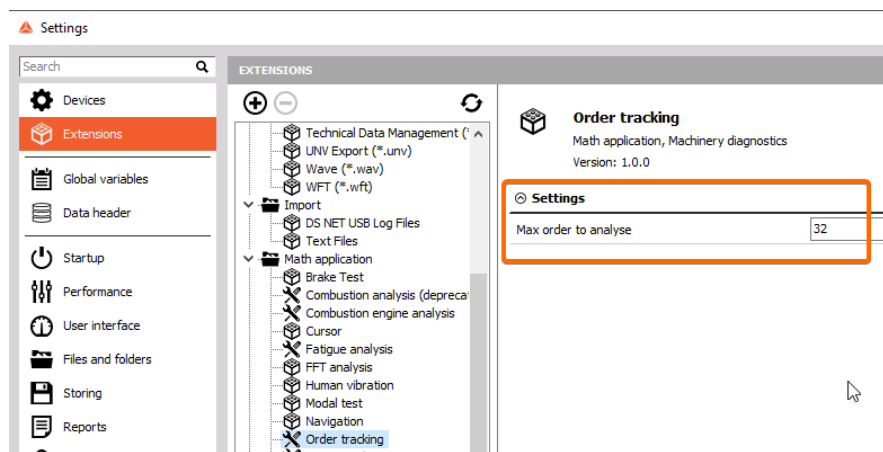 Settings
Search
Devices
Extensions
Global variables
Data header
Startup
Performance
User interface
Files and folders
Storing
Reports
EXTENSIONS
Technical Data Management (
UNV Export (*.unv)
Wave (*.wav)
WFT (*.wft)
Import
DS NET USB Log Files
Text Files
Math application
Brake Test
Combustion analysis (depreca
Combustion engine analysis
Cursor
Fatigue analysis
FFT analysis
Human vibration
Modal test
Navigation
Order tracking
Order tracking
Math application, Machinery diagnostics
Version: 1.0.0
Settings
Max order to analyse 32